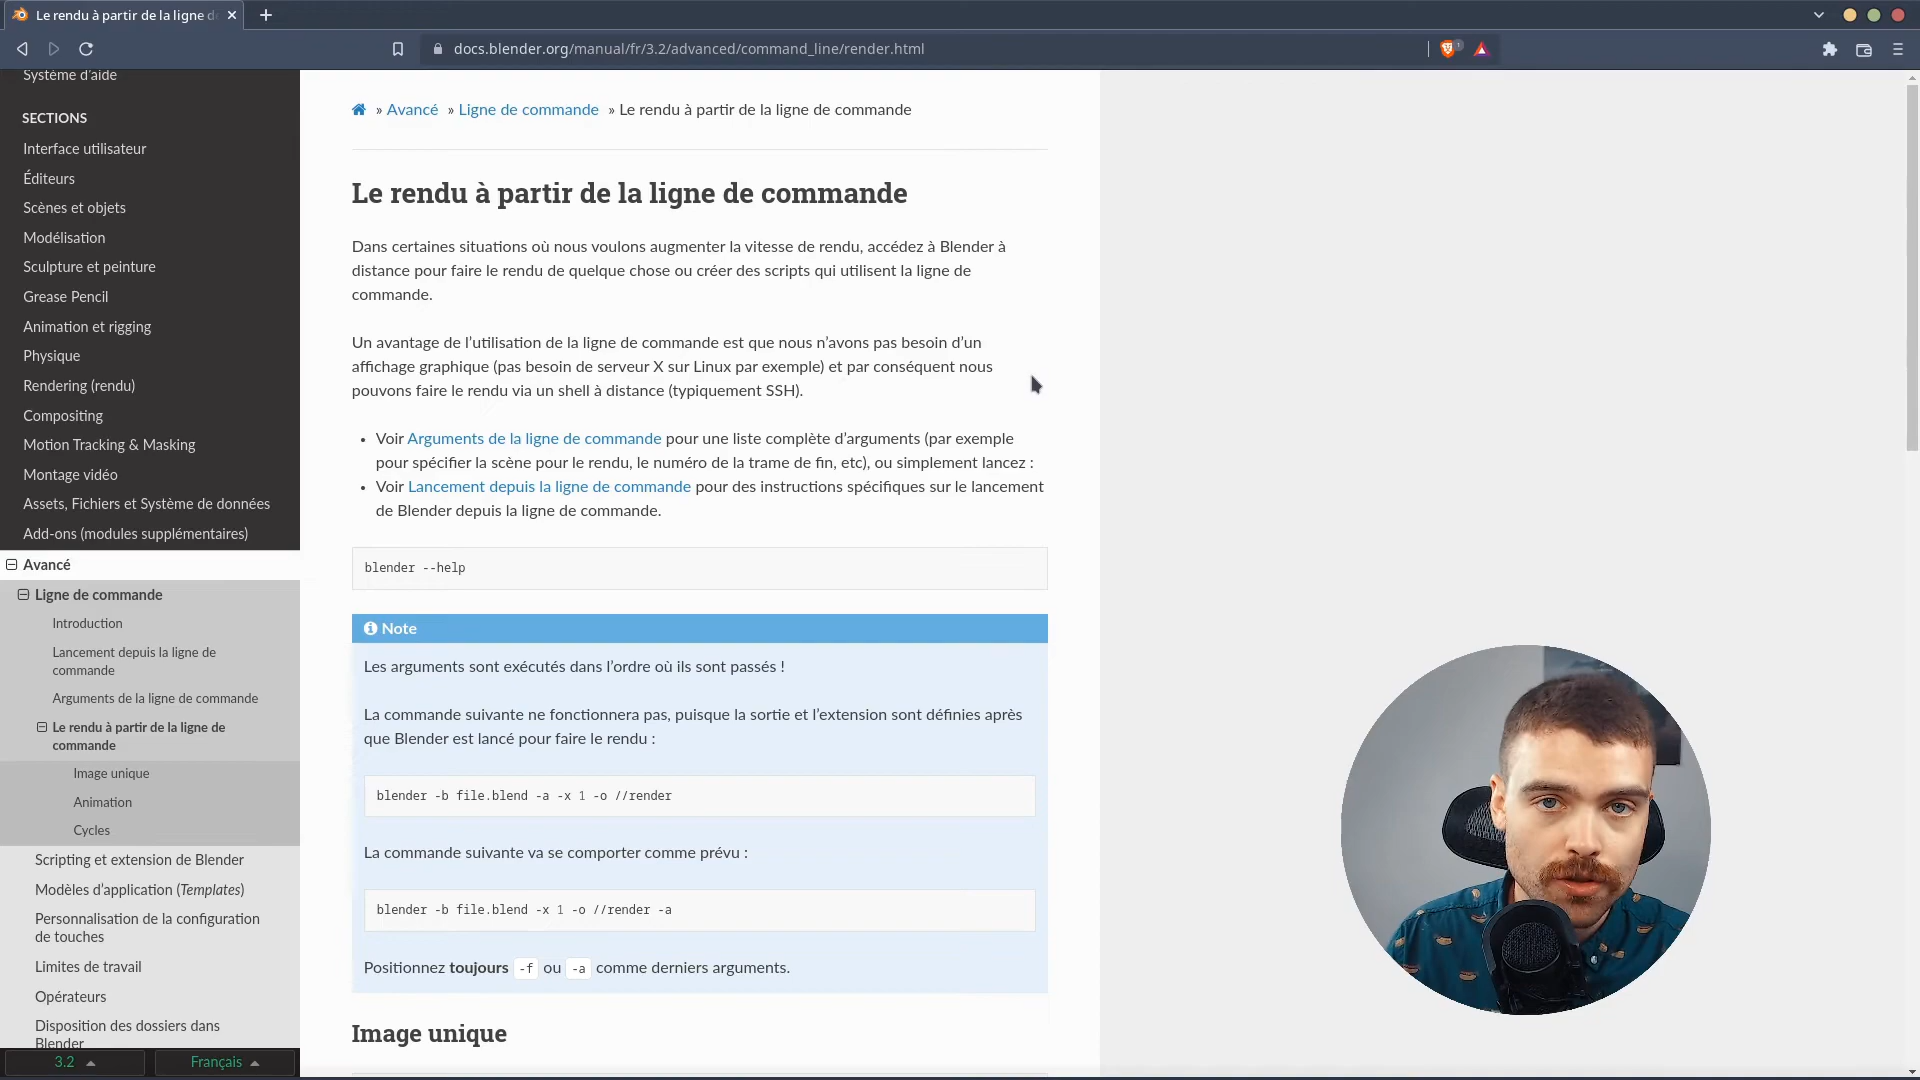 Le rendu à partir de la ligne d
docs.blender.org/manual/fr/3.2/advanced/command_line/render.html
1
Système d'aide
SECTIONS
Interface utilisateur
Éditeurs
Scènes et objets
Modélisation
Sculpture et peinture
Grease Pencil
Animation et rigging
Physique
Rendering (rendu)
Compositing
Motion Tracking & Masking
Montage vidéo
Assets, Fichiers et Système de données
Add-ons (modules supplémentaires)
Avancé
Ligne de commande
Introduction
Lancement depuis la ligne de
commande
Arguments de la ligne de commande
Le rendu à partir de la ligne de
commande
Image unique
Animation
Cycles
Scripting et extension de Blender
Modèles d'application (Templates)
Personnalisation de la configuration
de touches
Limites de travail
Opérateurs
Disposition des dossiers dans
Blender
3.2
Français
» Avancé » Ligne de commande » Le rendu à partir de la ligne de commande
Le rendu à partir de la ligne de commande
Dans certaines situations où nous voulons augmenter la vitesse de rendu, accédez à Blender à
distance pour faire le rendu de quelque chose ou créer des scripts qui utilisent la ligne de
commande.
Un avantage de l'utilisation de la ligne de commande est que nous n'avons pas besoin d'un
affichage graphique (pas besoin de serveur X sur Linux par exemple) et par conséquent nous
pouvons faire le rendu via un shell à distance (typiquement SSH).
• Voir Arguments de la ligne de commande pour une liste complète d'arguments (par exemple
pour spécifier la scène pour le rendu, le numéro de la trame de fin, etc), ou simplement lancez :
• Voir Lancement depuis la ligne de commande pour des instructions spécifiques sur le lancement
de Blender depuis la ligne de commande.
blender --help
Note
Les arguments sont exécutés dans l'ordre où ils sont passés !
La commande suivante ne fonctionnera pas, puisque la sortie et l'extension sont définies après
que Blender est lancé pour faire le rendu :
blender -b file.blend -a -x 1 -o //render
La commande suivante va se comporter comme prévu :
blender -b file.blend -x 1 -o //render -a
Positionnez toujours -f ou -a comme derniers arguments.
Image unique